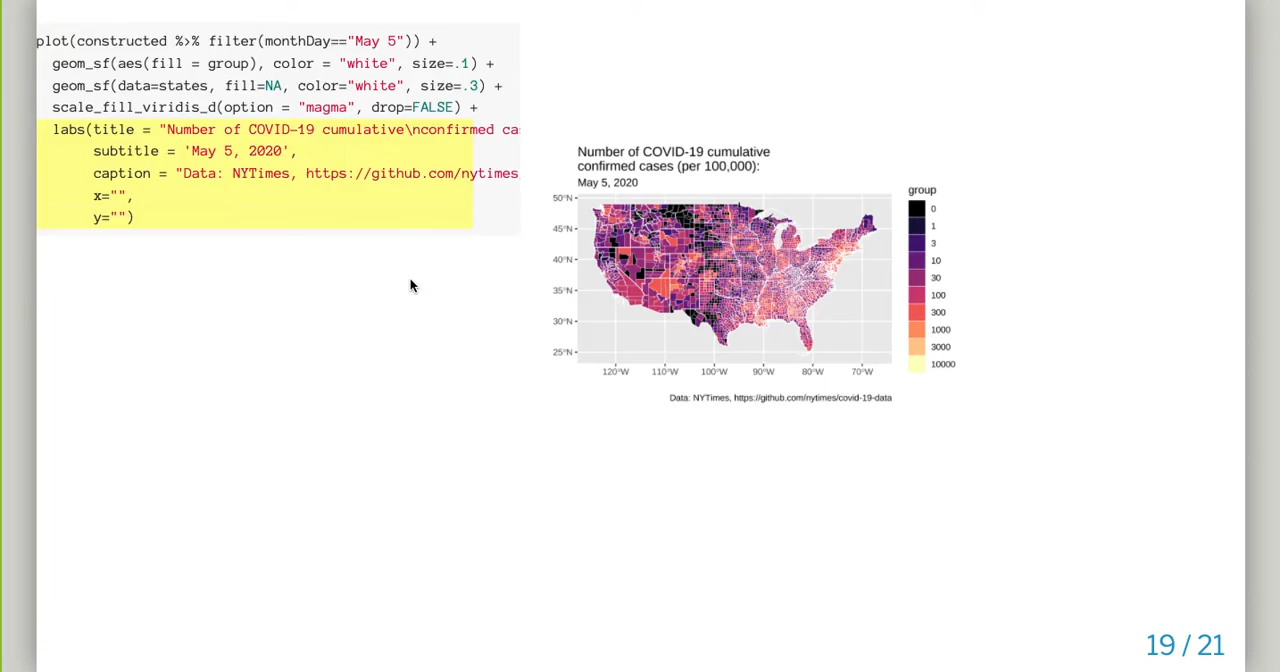 plot(constructed %>% filter(monthDay=="May 5")) +
geom_sf(aes(fill = group), color = "white", size=.1) +
geom_sf(data=states, fill=NA, color="white", size=.3) +
scale_fill_viridis_d(option = "magma", drop=FALSE) +
labs(title = "Number of COVID-19 cumulative\nconfirmed ca
subtitle = 'May 5, 2020',
caption = "Data: NYTimes, https://github.com/nytimes
x="",
y="")
Number of COVID-19 cumulative
confirmed cases (per 100,000):
May 5, 2020
50°N
45°N
40°N
35°N
30°N
25°N
120°W 110°W 100°W 90°W 80°W 70°W
group
0
1
3
10
30
100
300
1000
3000
10000
Data: NYTimes, https://github.com/nytimes/covid-19-data
19 / 21